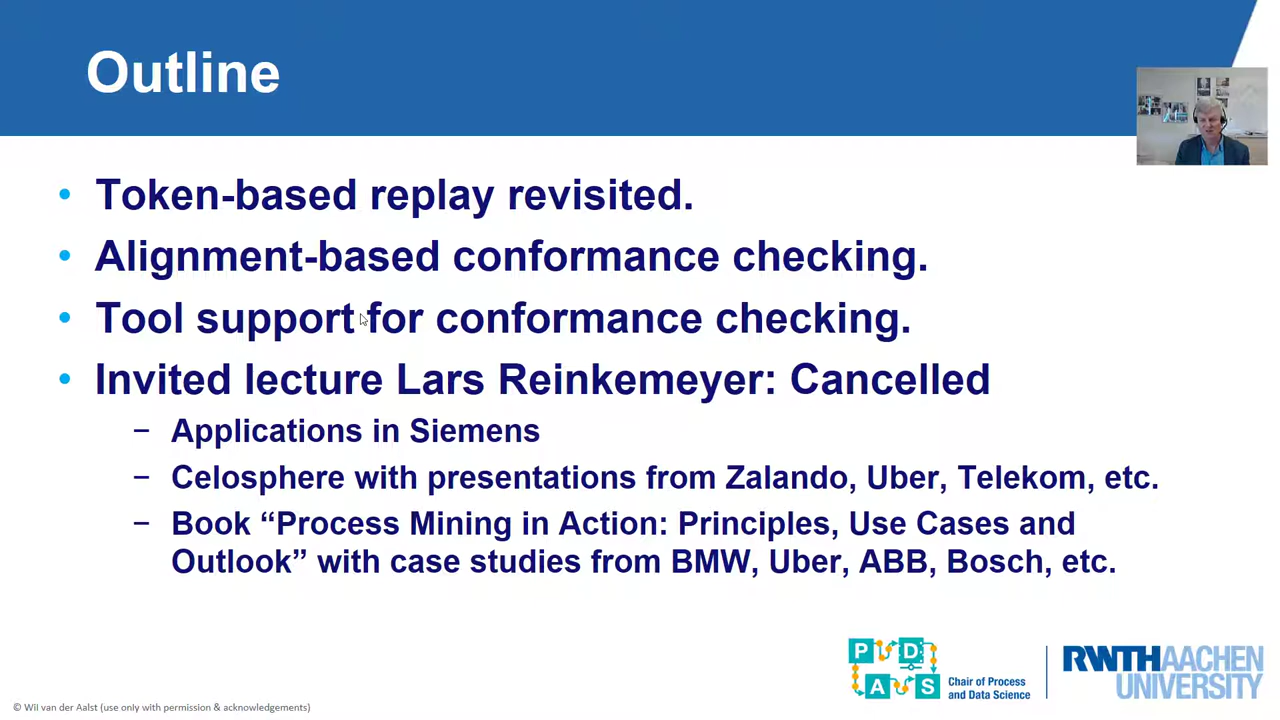 Outline
• Token-based replay revisited.
• Alignment-based conformance checking.
• Tool support for conformance checking.
• Invited lecture Lars Reinkemeyer: Cancelled
− Applications in Siemens
− Celosphere with presentations from Zalando, Uber, Telekom, etc.
− Book “Process Mining in Action: Principles, Use Cases and
Outlook” with case studies from BMW, Uber, ABB, Bosch, etc.
P D
A S
Chair of Process
and Data Science
RWTH AACHEN
UNIVERSITY
© Wil van der Aalst (use only with permission & acknowledgements)